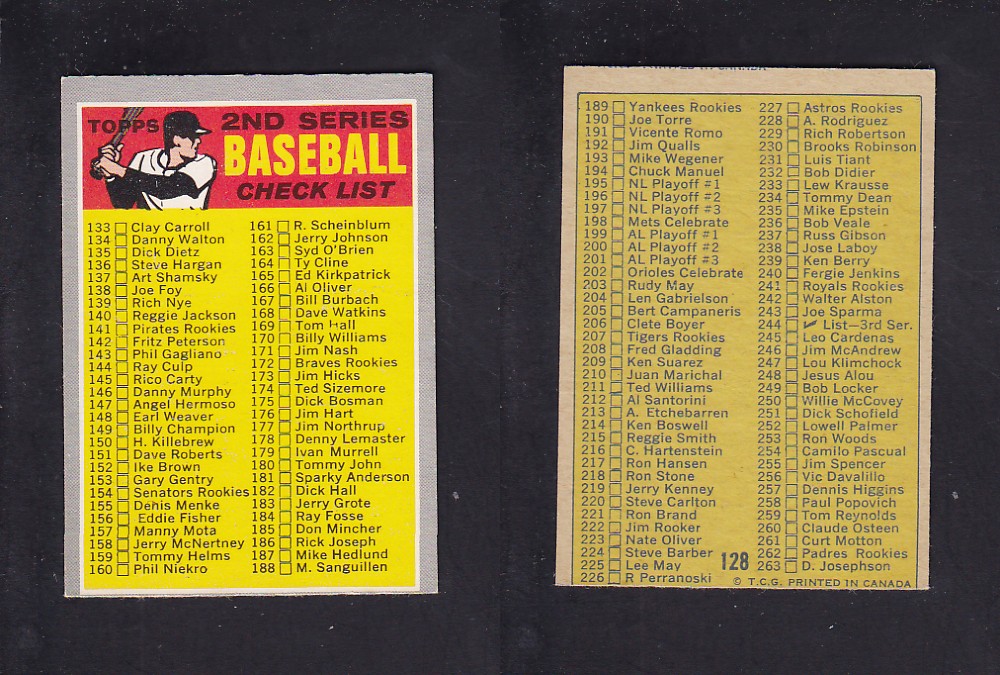 TOPPS 2ND SERIES
BASEBALL
CHECK LIST
133 Clay Carroll
134 Danny Walton
135 Dick Dietz
136 Steve Hargan
137 Art Shamsky
138 Joe Foy
139 Rich Nye
140 Reggie Jackson
141 Pirates Rookies
142 Fritz Peterson
143 Phil Gagliano
144 Ray Culp
145 Rico Carty
146 Danny Murphy
147 Angel Hermoso
148 Earl Weaver
149 Billy Champion
150 H. Killebrew
151 Dave Roberts
152 Ike Brown
153 Gary Gentry
154 Senators Rookies
155 Dehis Menke
156 Eddie Fisher
157 Manny Mota
158 Jerry McNertney
159 Tommy Helms
160 Phil Niekro
161 R. Scheinblum
162 Jerry Johnson
163 Syd O'Brien
164 Ty Cline
165 Ed Kirkpatrick
166 Al Oliver
167 Bill Burbach
168 Dave Watkins
169 Tom Hall
170 Billy Williams
171 Jim Nash
172 Braves Rookies
173 Jim Hicks
174 Ted Sizemore
175 Dick Bosman
176 Jim Hart
177 Jim Northrup
178 Denny Lemaster
179 Ivan Murrell
180 Tommy John
181 Sparky Anderson
182 Dick Hall
183 Jerry Grote
184 Ray Fosse
185 Don Mincher
186 Rick Joseph
187 Mike Hedlund
188 M. Sanguillen
189 Yankees Rookies
190 Joe Torre
191 Vicente Romo
192 Jim Qualls
193 Mike Wegener
194 Chuck Manuel
195 NL Playoff #1
196 NL Playoff #2
197 NL Playoff #3
198 Mets Celebrate
199 AL Playoff #1
200 AL Playoff #2
201 AL Playoff #3
202 Orioles Celebrate
203 Rudy May
204 Len Gabrielson
205 Bert Campaneris
206 Clete Boyer
207 Tigers Rookies
208 Fred Gladding
209 Ken Suarez
210 Juan Marichal
211 Ted Williams
212 Al Santorini
213 A. Etchebarren
214 Ken Boswell
215 Reggie Smith
216 C. Hartenstein
217 Ron Hansen
218 Ron Stone
219 Jerry Kenney
220 Steve Carlton
221 Ron Brand
222 Jim Rooker
223 Nate Oliver
224 Steve Barber
225 Lee May
226 R Perranoski
227 Astros Rookies
228 A. Rodriguez
229 Rich Robertson
230 Brooks Robinson
231 Luis Tiant
232 Bob Didier
233 Lew Krausse
234 Tommy Dean
235 Mike Epstein
236 Bob Veale
237 Russ Gibson
238 Jose Laboy
239 Ken Berry
240 Fergie Jenkins
241 Royals Rookies
242 Walter Alston
243 Joe Sparma
244 ✓ List—3rd Ser.
245 Leo Cardenas
246 Jim McAndrew
247 Lou Klimchock
248 Jesus Alou
249 Bob Locker
250 Willie McCovey
251 Dick Schofield
252 Lowell Palmer
253 Ron Woods
254 Camilo Pascual
255 Jim Spencer
256 Vic Davalillo
257 Dennis Higgins
258 Paul Popovich
259 Tom Reynolds
260 Claude Osteen
261 Curt Motton
262 Padres Rookies
263 D. Josephson
128
© T.C.G. PRINTED IN CANADA